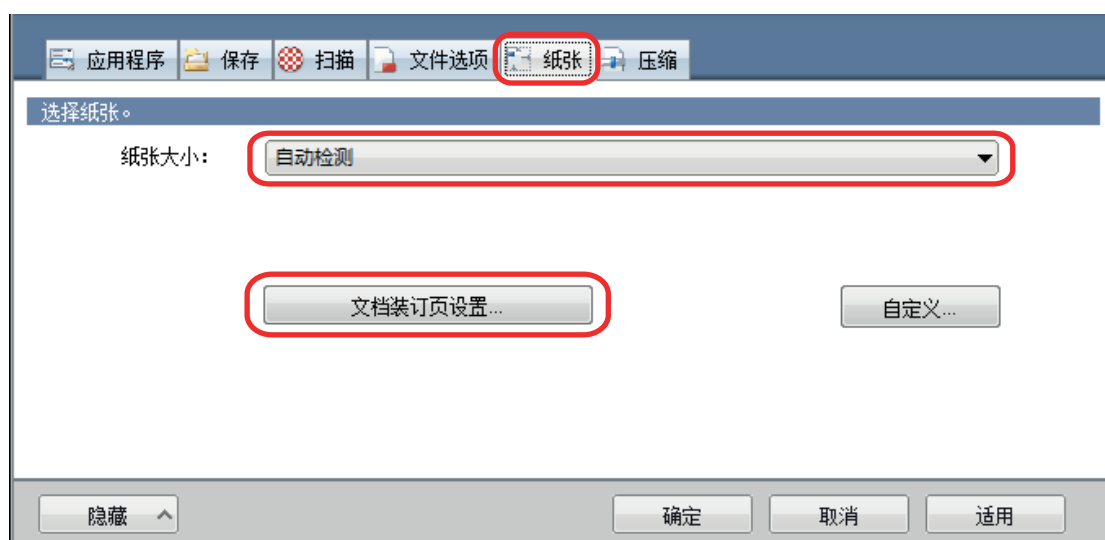 应用程序 保存 扫描 文件选项 纸张 压缩
选择纸张。
纸张大小： 自动检测
文档装订页设置... 自定义...
隐藏 确定 取消 适用